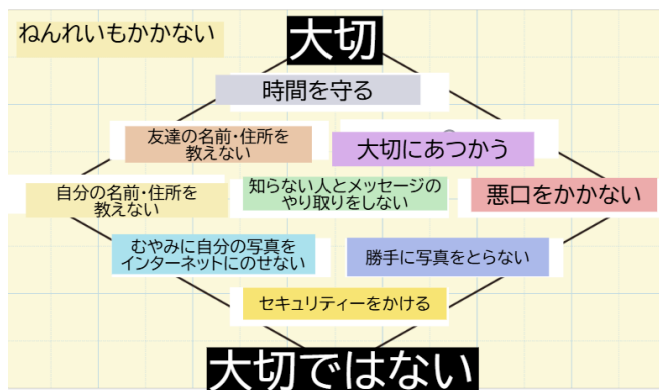 ねんれいもかかない
大切
時間を守る
友達の名前・住所を
教えない
大切にあつかう
自分の名前・住所を
教えない
知らない人とメッセージの
やり取りをしない
悪口をかかない
むやみに自分の写真を
インターネットにのせない
勝手に写真をとらない
セキュリティーをかける
大切ではない